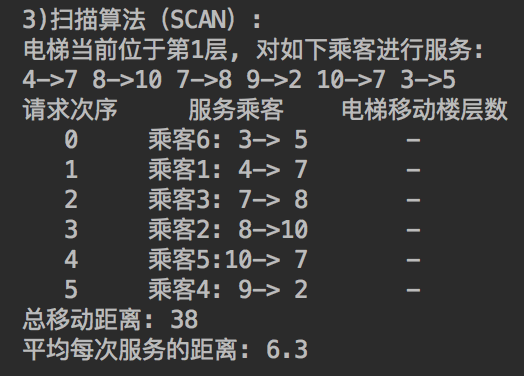 3)扫描算法（SCAN）:
电梯当前位于第1层, 对如下乘客进行服务:
4->7 8->10 7->8 9->2 10->7 3->5
请求次序 服务乘客 电梯移动楼层数
0 乘客6: 3-> 5 -
1 乘客1: 4-> 7 -
2 乘客3: 7-> 8 -
3 乘客2: 8->10 -
4 乘客5:10-> 7 -
5 乘客4: 9-> 2 -
总移动距离: 38
平均每次服务的距离: 6.3